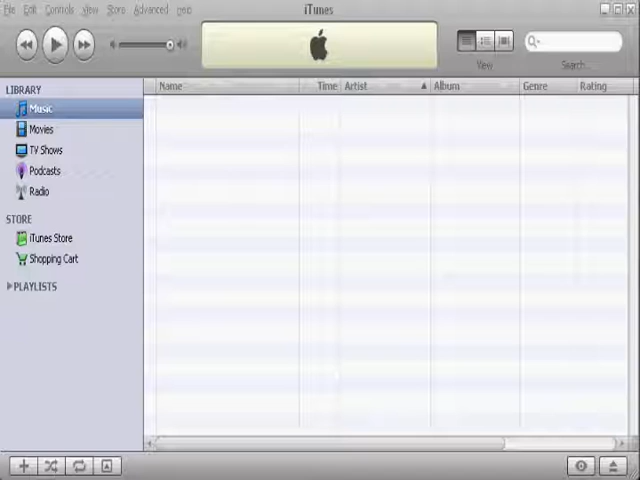 File Edit Controls View Store Advanced Help
iTunes
View
Search...
Name Time Artist Album Genre Rating
LIBRARY
Music
Movies
TV Shows
Podcasts
Radio
STORE
iTunes Store
Shopping Cart
PLAYLISTS